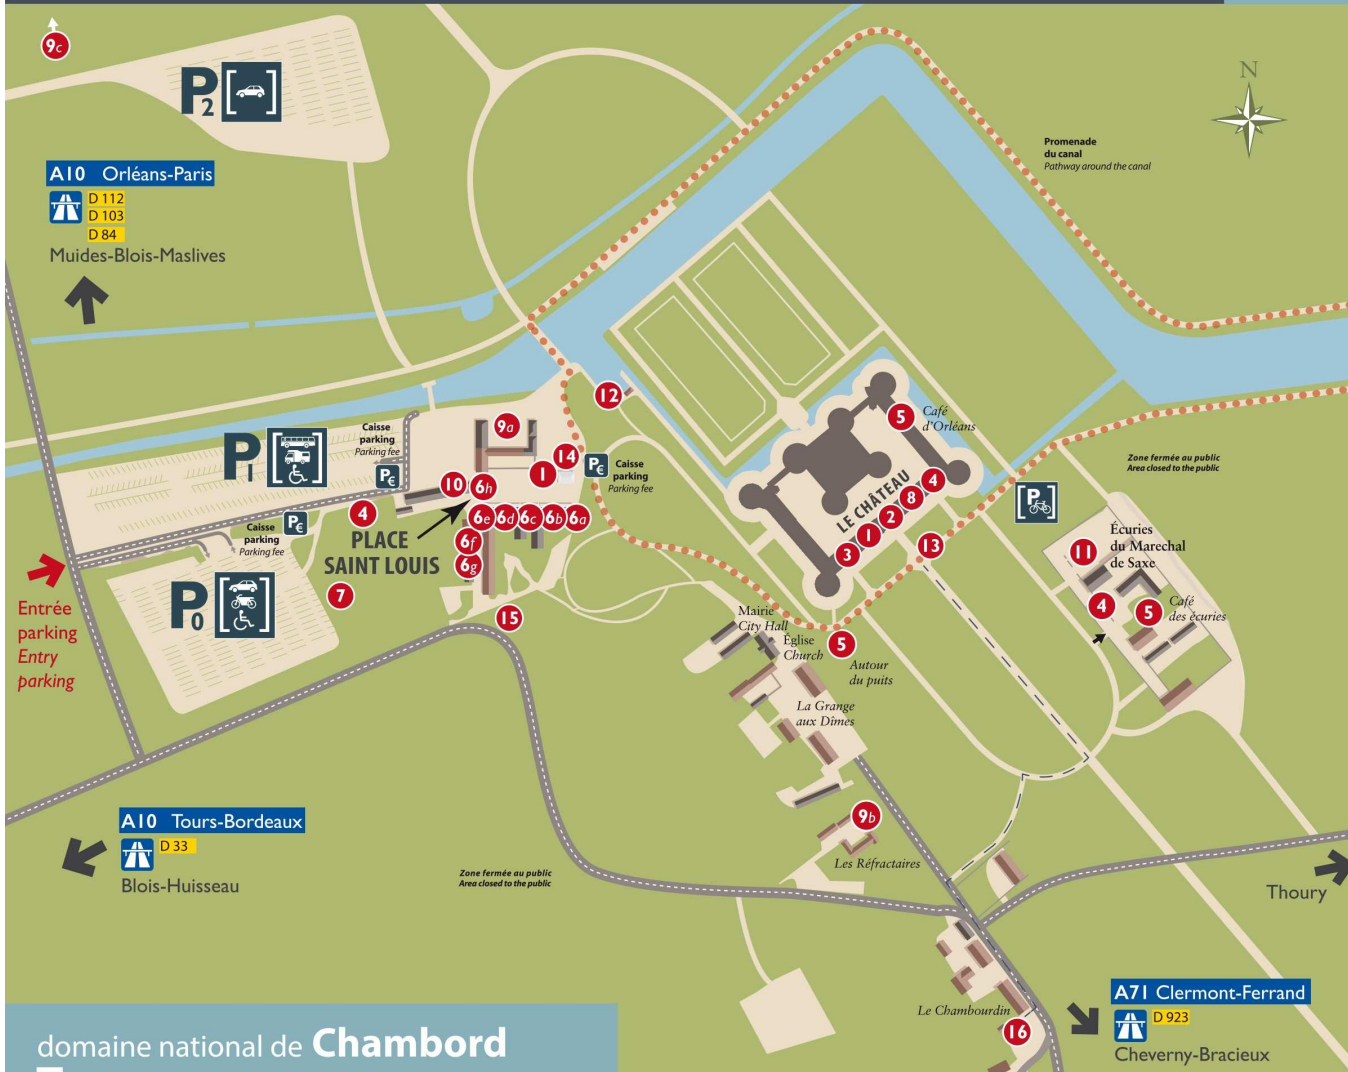 9c
P2
N
Promenade
du canal
Pathway around the canal
A10 Orléans-Paris
D 112
D 103
D 84
Muides-Blois-Maslives
12
5
Café
d'Orléans
9a
Caisse
parking
Parking fee
P1
P€
14
1
P€
Caisse
parking
Parking fee
Zone fermée au public
Area closed to the public
10
6h
4
8
2
1
3
LE CHÂTEAU
4
Caisse
parking
Parking fee
P€
6e
6d
6c
6b
6a
6f
6g
PLACE
SAINT LOUIS
13
P
Écuries
du Marechal
de Saxe
11
4
5
Café
des écuries
Entrée
parking
Entry
parking
P0
7
15
Mairie
City Hall
Église
Church
5
Autour
du puits
La Grange
aux Dîmes
A10 Tours-Bordeaux
D 33
Blois-Huisseau
9b
Les Réfractaires
Zone fermée au public
Area closed to the public
Thoury
Le Chambourdin
16
A71 Clermont-Ferrand
D 923
Cheverny-Bracieux
domaine national de Chambord